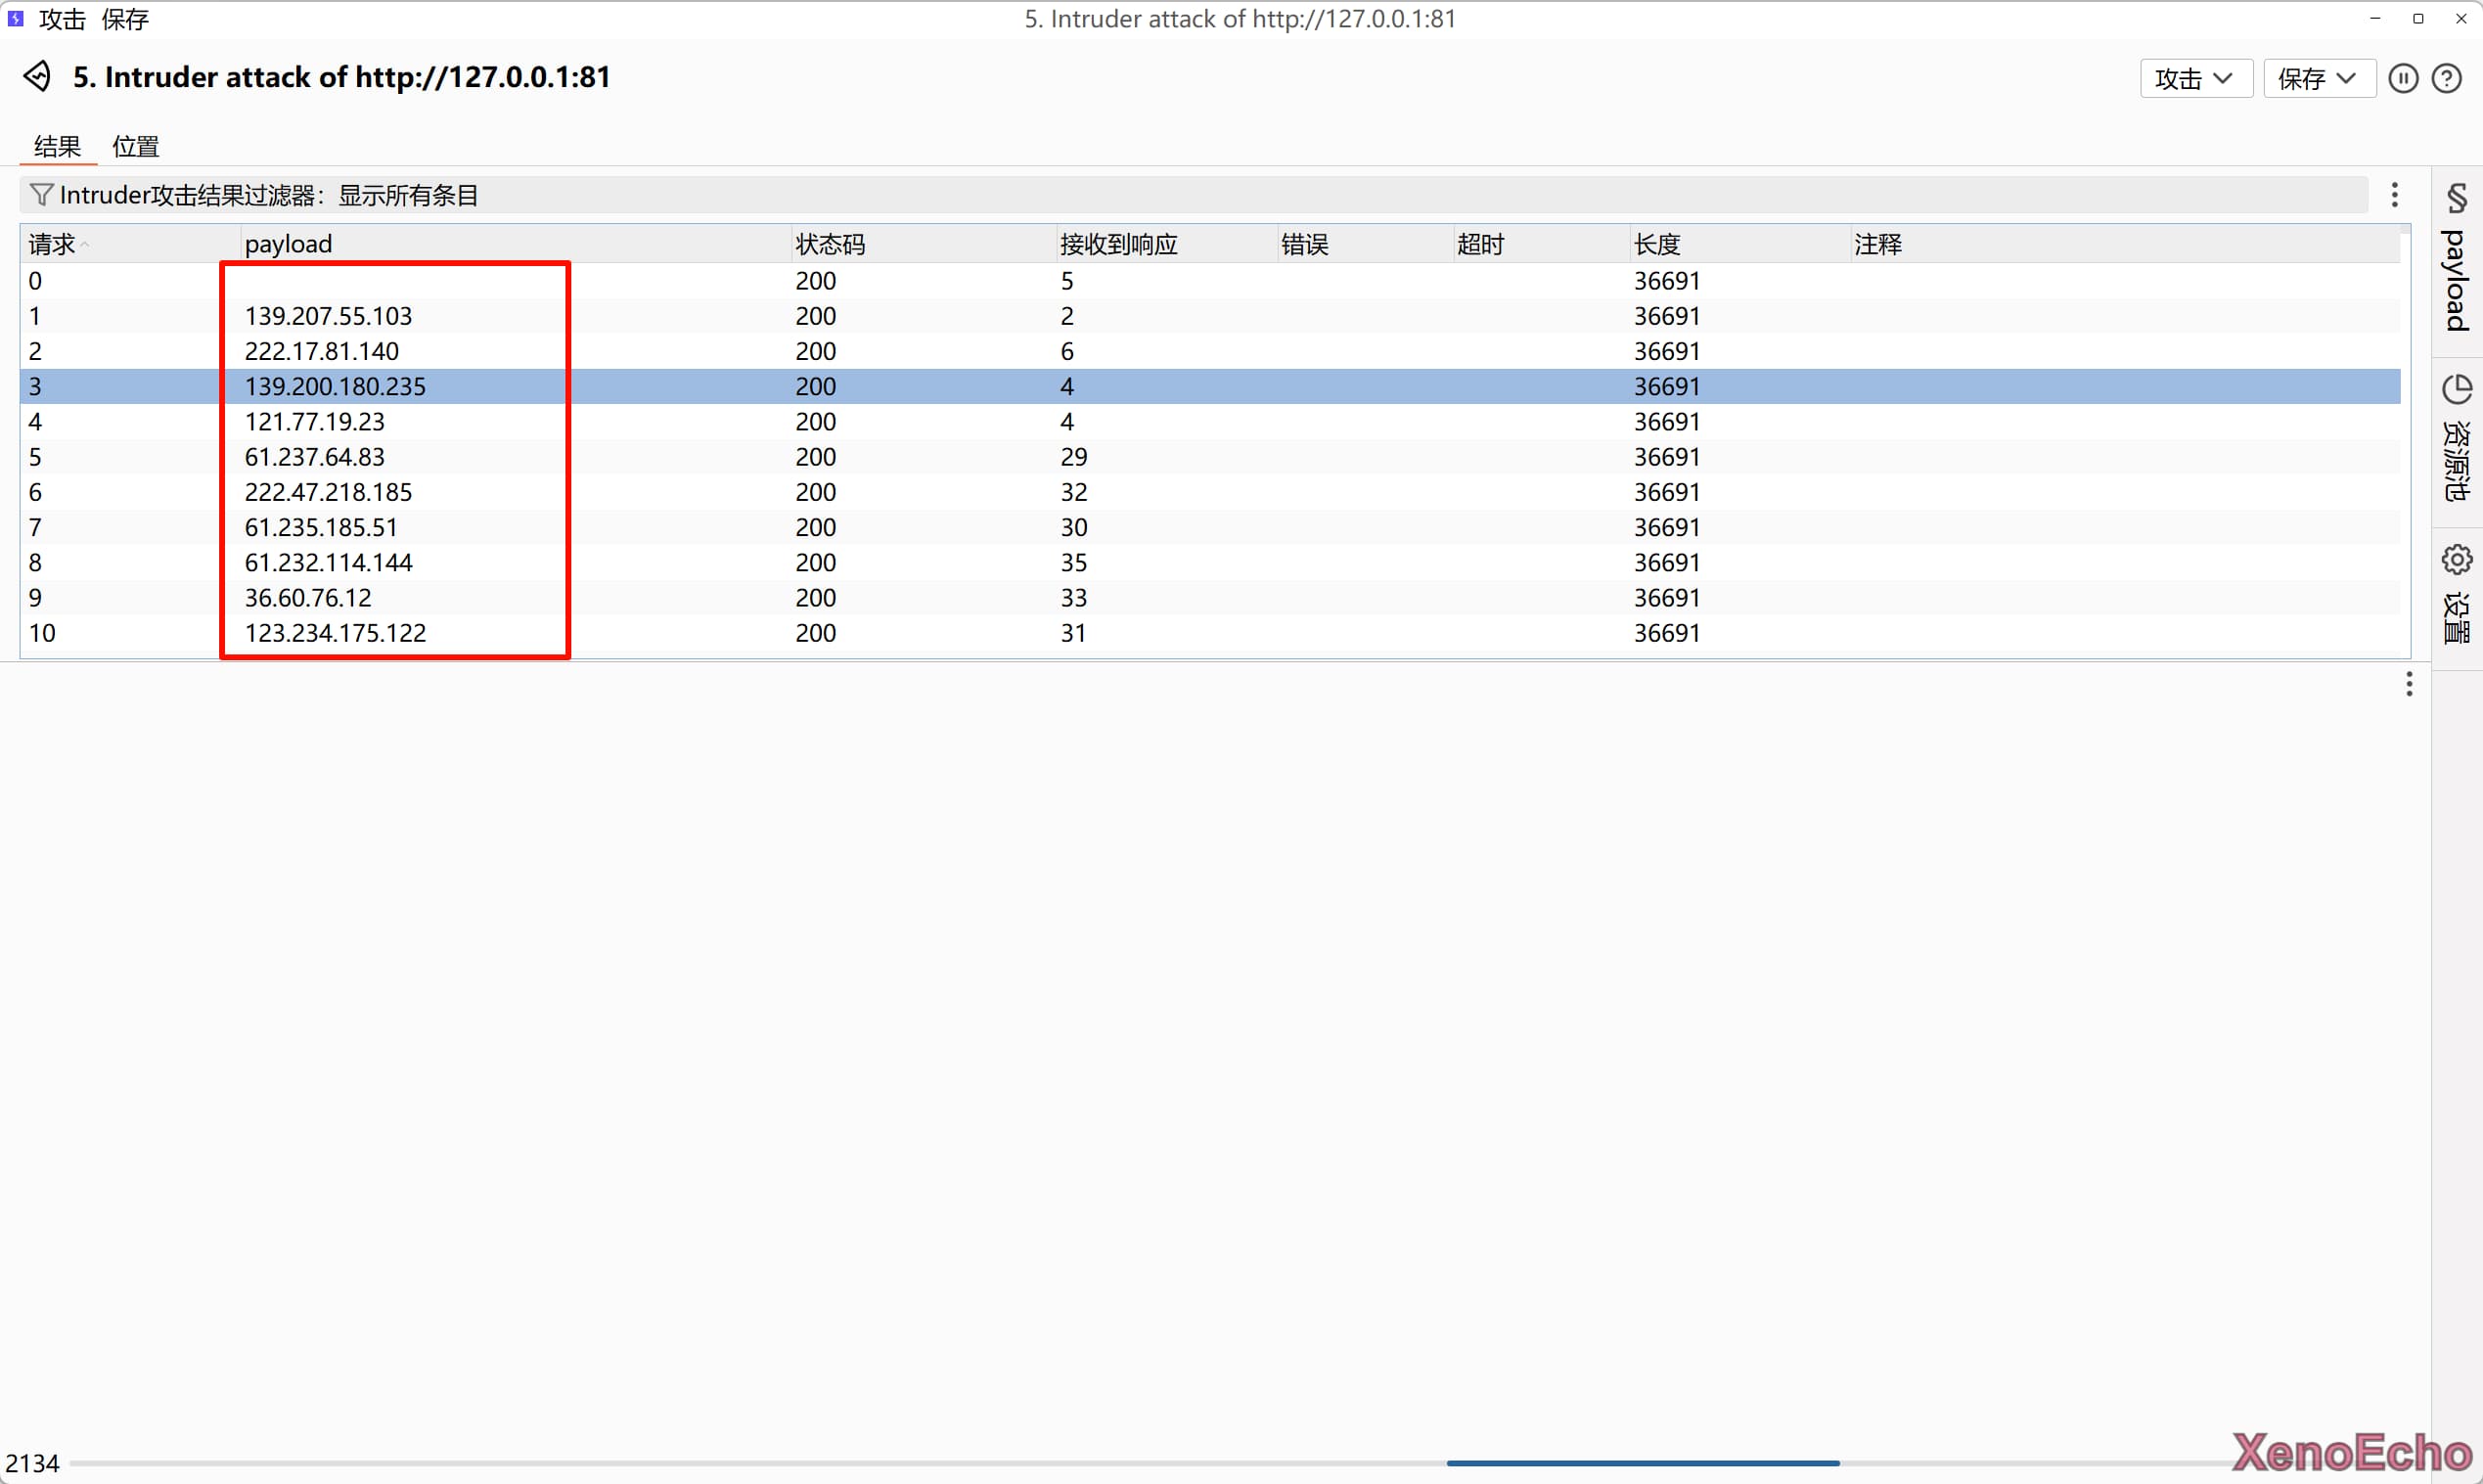 攻击 保存 5. Intruder attack of http://127.0.0.1:81
5. Intruder attack of http://127.0.0.1:81 攻击 保存
结果 位置
Intruder攻击结果过滤器：显示所有条目
请求 payload 状态码 接收到响应 错误 超时 长度 注释
0 200 5 36691
1 139.207.55.103 200 2 36691
2 222.17.81.140 200 6 36691
3 139.200.180.235 200 4 36691
4 121.77.19.23 200 4 36691
5 61.237.64.83 200 29 36691
6 222.47.218.185 200 32 36691
7 61.235.185.51 200 30 36691
8 61.232.114.144 200 35 36691
9 36.60.76.12 200 33 36691
10 123.234.175.122 200 31 36691
payload
资源池
设置
2134
XenoEcho